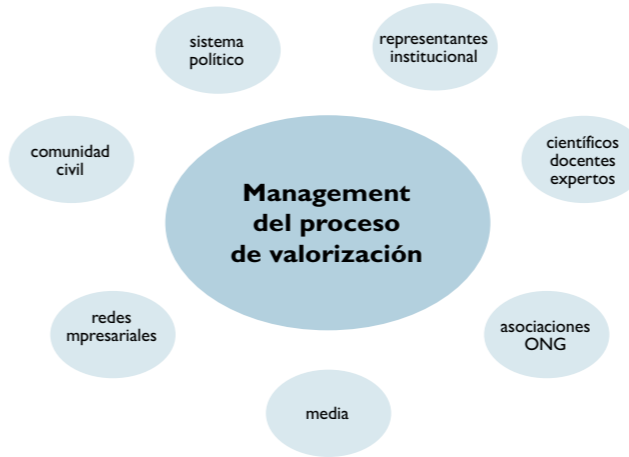 sistema
político
representantes
institucional
comunidad
civil
científicos
docentes
expertos
Management
del proceso
de valorización
redes
mpresariales
asociaciones
ONG
media